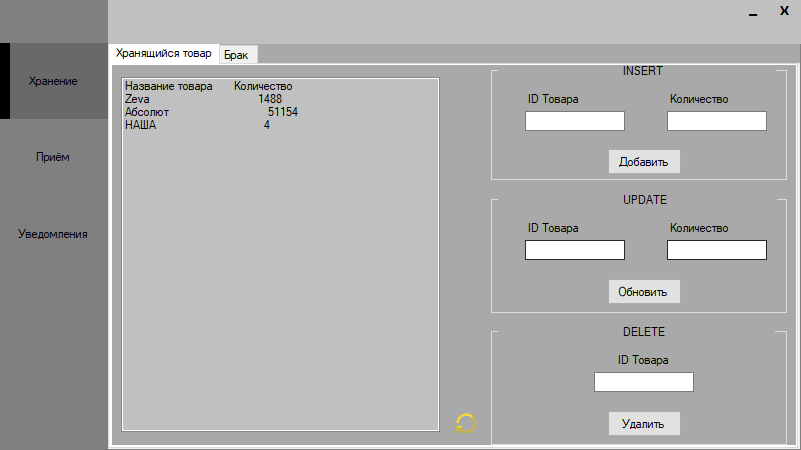 _ X
Хранение
Приём
Уведомления
Хранящийся товар Брак
Название товара Количество
Zeva 1488
Абсолют 51154
НАША 4
INSERT
ID Товара Количество
Добавить
UPDATE
ID Товара Количество
Обновить
DELETE
ID Товара
Удалить